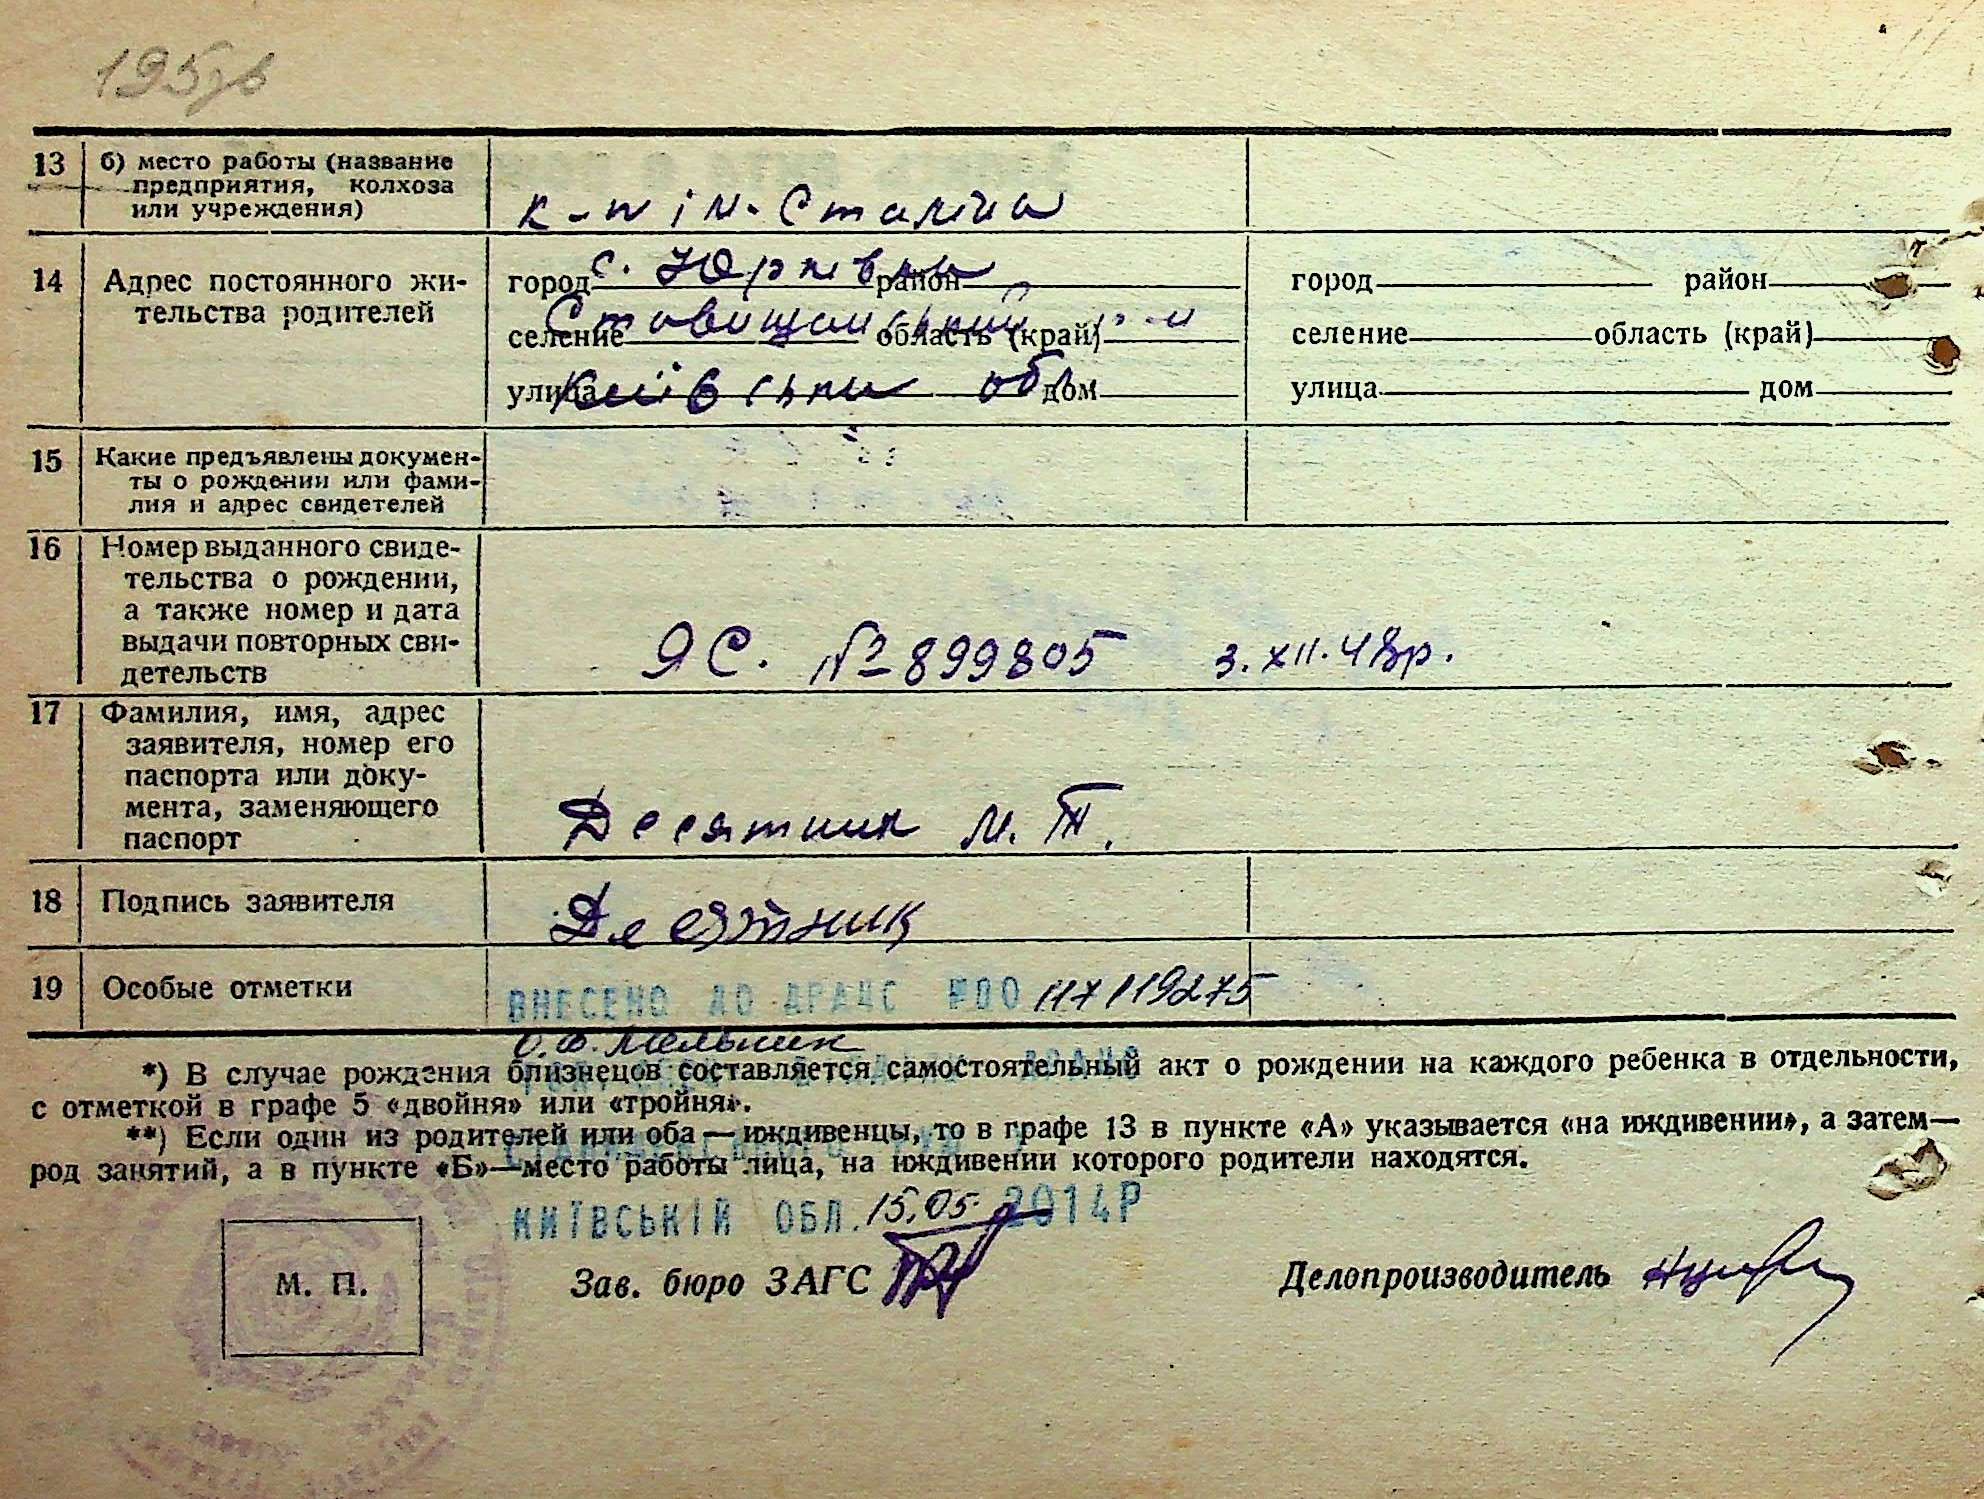 195зв
13 б) место работы (название
предприятия, колхоза
или учреждения)
к-п ім. Сталіна
14 Адрес постоянного жи-
тельства родителей
город с. Юрківка район
селение Ставищанський р-н область (край)
улица Київська обл дом
город район
селение область (край)
улица дом
15 Какие предъявлены докумен-
ты о рождении или фами-
лия и адрес свидетелей
16 Номер выданного свиде-
тельства о рождении,
а также номер и дата
выдачи повторных сви-
детельств
ЯС. № 899805 3.XII.48р.
17 Фамилия, имя, адрес
заявителя, номер его
паспорта или доку-
мента, заменяющего
паспорт
Десятник М. Т.
18 Подпись заявителя
Десятник
19 Особые отметки
ВНЕСЕНО ДО ДРАЦС №00 117119275
О.Ф. Мельник
*) В случае рождения близнецов составляется самостоятельный акт о рождении на каждого ребенка в отдельности,
с отметкой в графе 5 «двойня» или «тройня».
**) Если один из родителей или оба — иждивенцы, то в графе 13 в пункте «А» указывается «на иждивении», а затем—
род занятий, а в пункте «Б»—место работы лица, на иждивении которого родители находятся.
КИЇВСЬКІЙ ОБЛ. 15.05. 2014Р
М. П.
Зав. бюро ЗАГС
Делопроизводитель